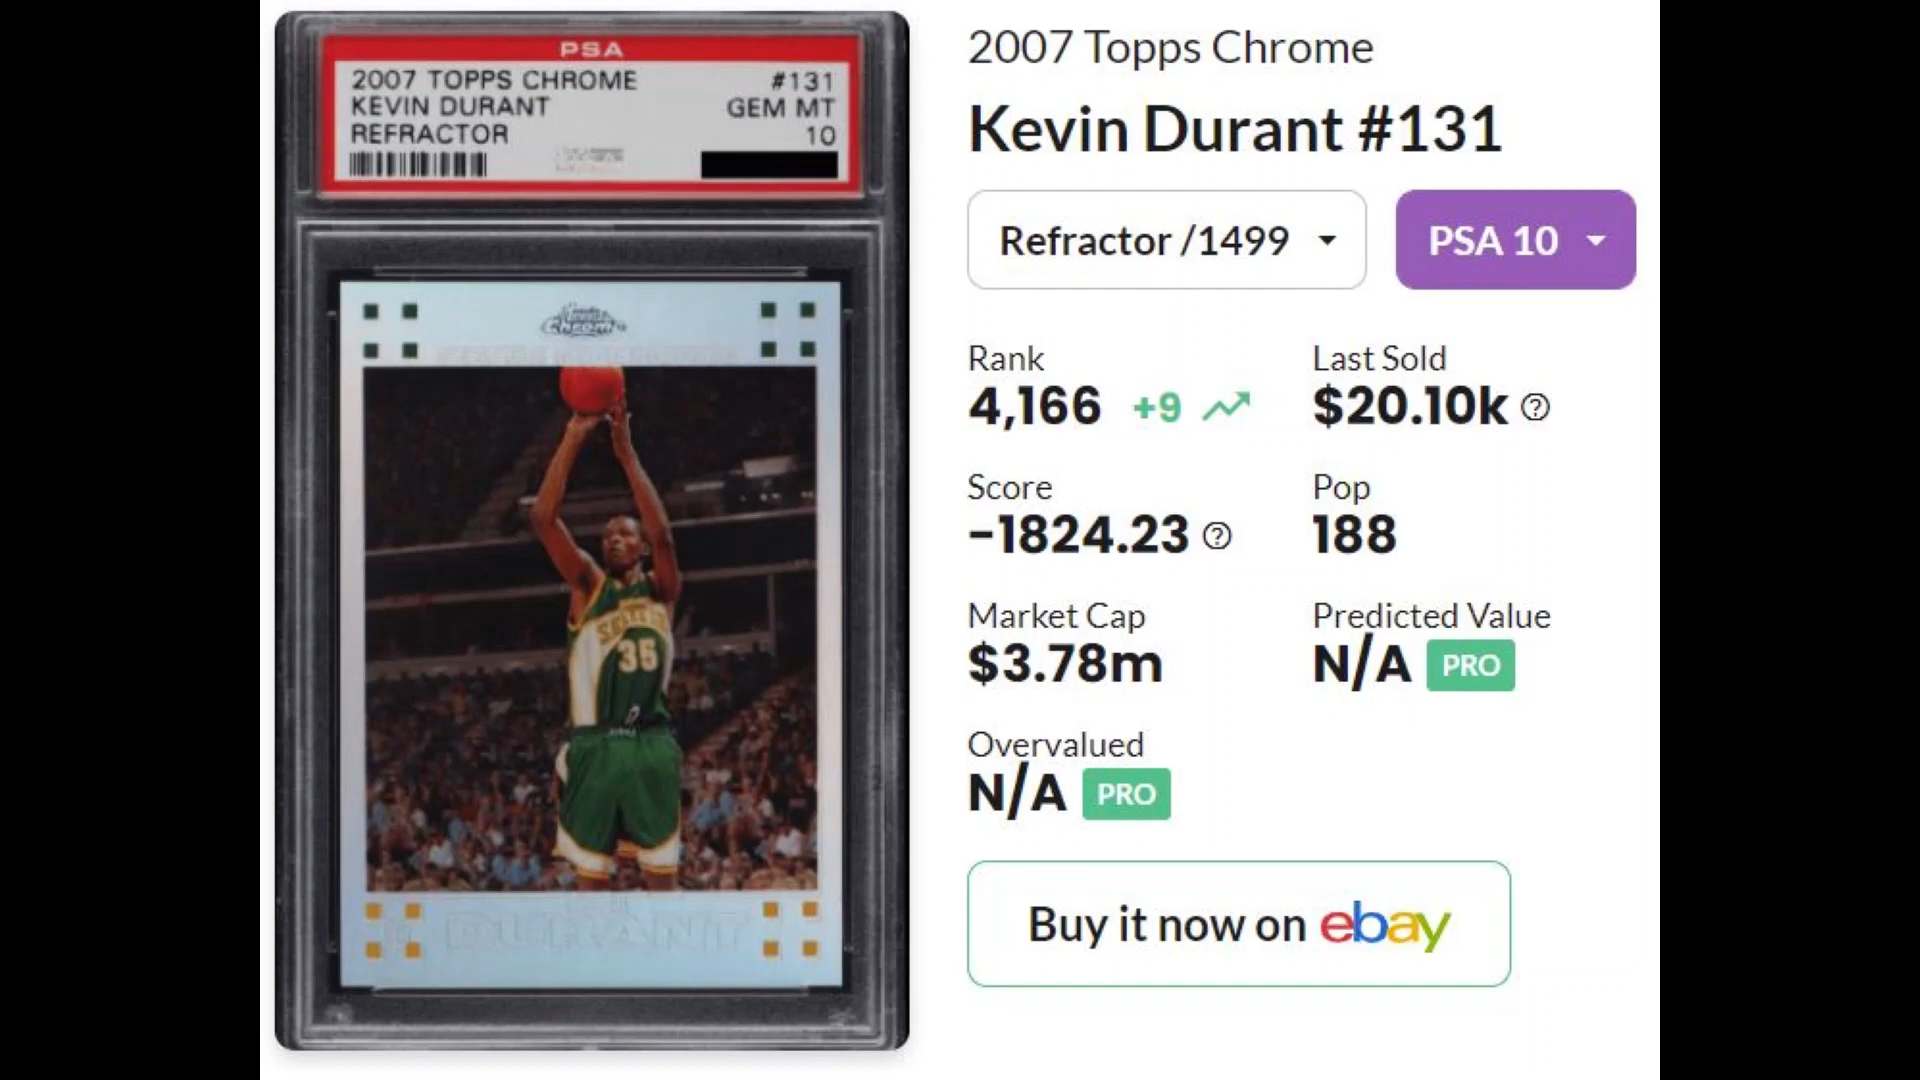 PSA
2007 TOPPS CHROME #131
KEVIN DURANT GEM MT
REFRACTOR 10
Chrome
35
DURANT
2007 Topps Chrome
Kevin Durant #131
Refractor /1499
PSA 10
Rank
4,166 +9
Last Sold
$20.10k
Score
-1824.23
Pop
188
Market Cap
$3.78m
Predicted Value
N/A PRO
Overvalued
N/A PRO
Buy it now on ebay